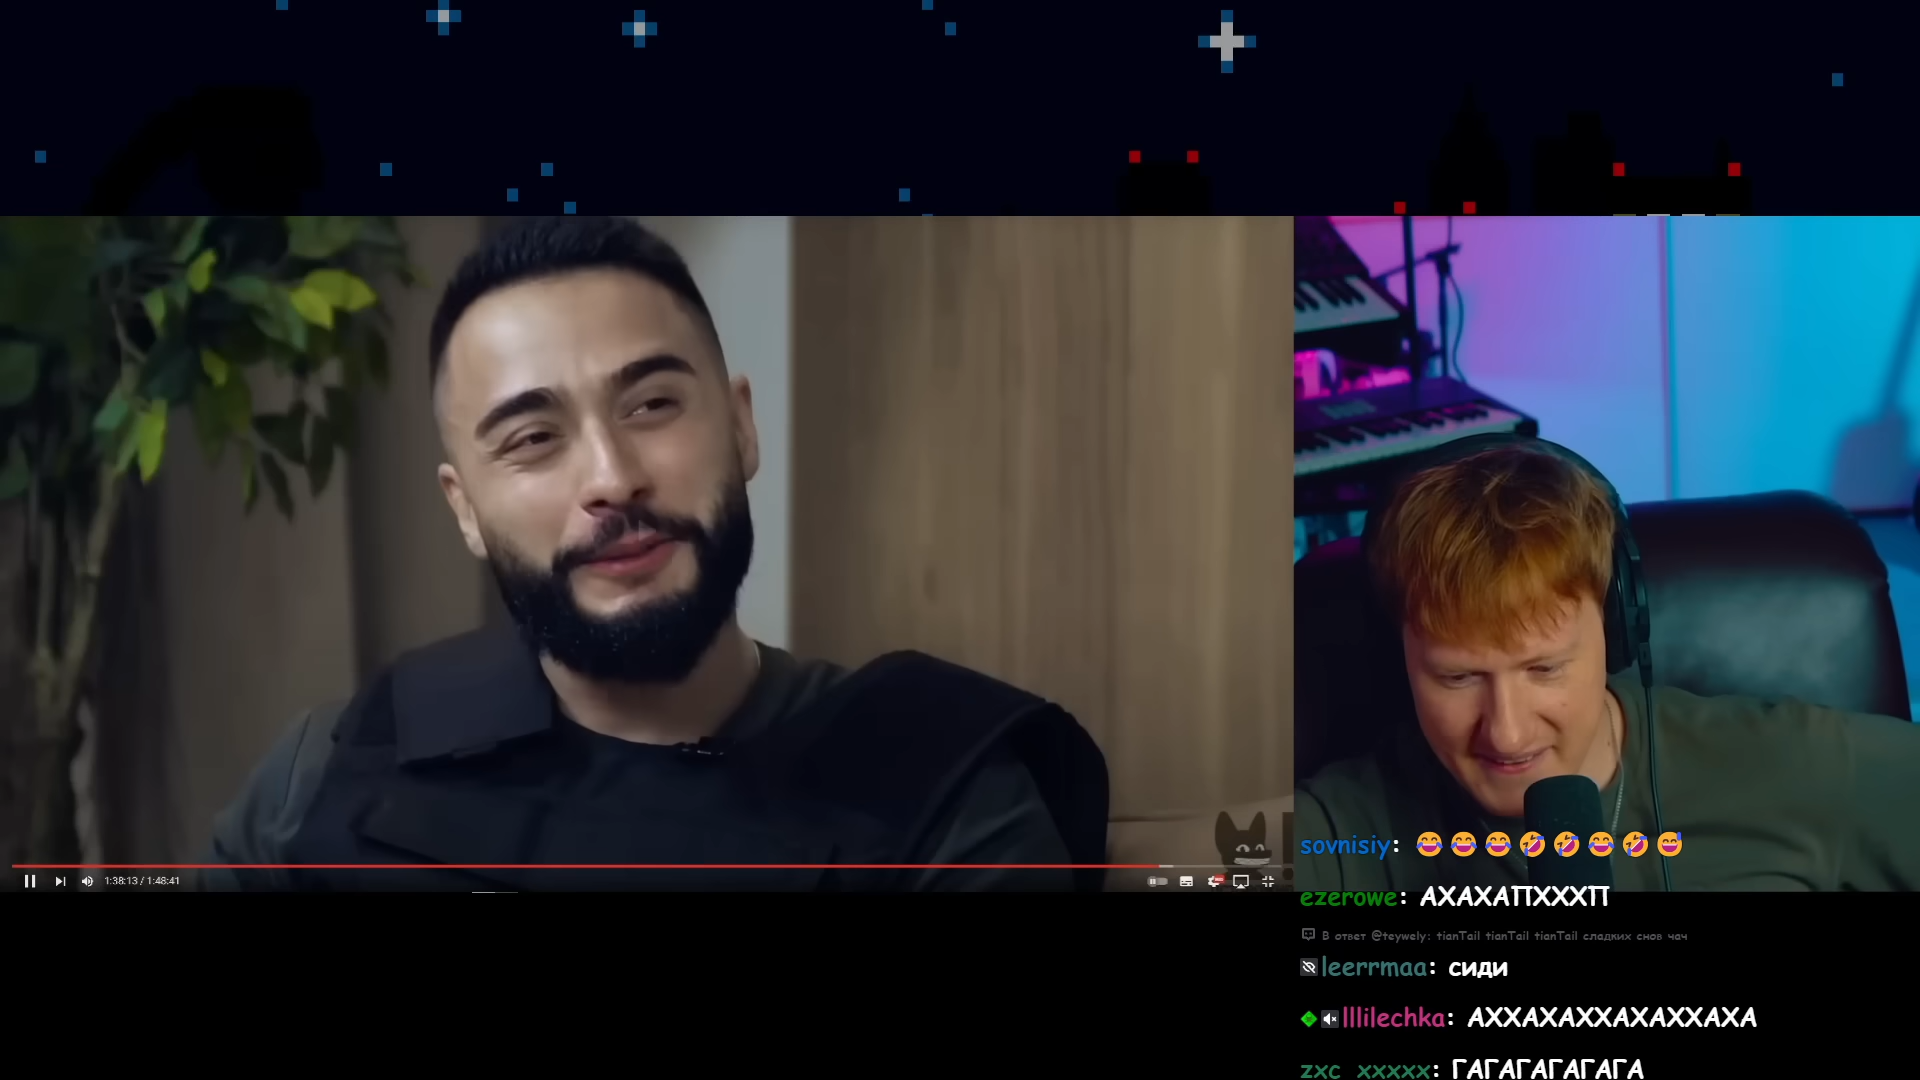 1:38:13 / 1:48:41
sovnisiy: 😂😂😂🤣🤣😂🤣😅
ezerowe: АХАХАПХХХП
В ответ @teywely: tianTail tianTail tianTail сладких снов чач
leerrmaa: сиди
lllilechka: АХХАХАХХАХАХХАХА
zxc_xxxxx: ГАГАГАГАГАГА